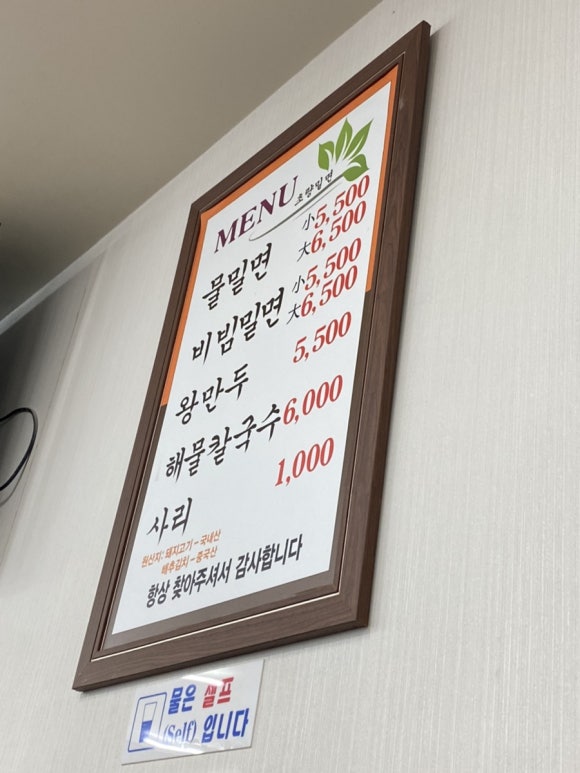 MENU 초량밀면
물밀면 小5,500
大6,500
비빔밀면 小5,500
大6,500
왕만두 5,500
해물칼국수 6,000
사리 1,000
원산지: 돼지고기-국내산
배추김치-중국산
항상 찾아주셔서 감사합니다
물은 셀프
(Self) 입니다